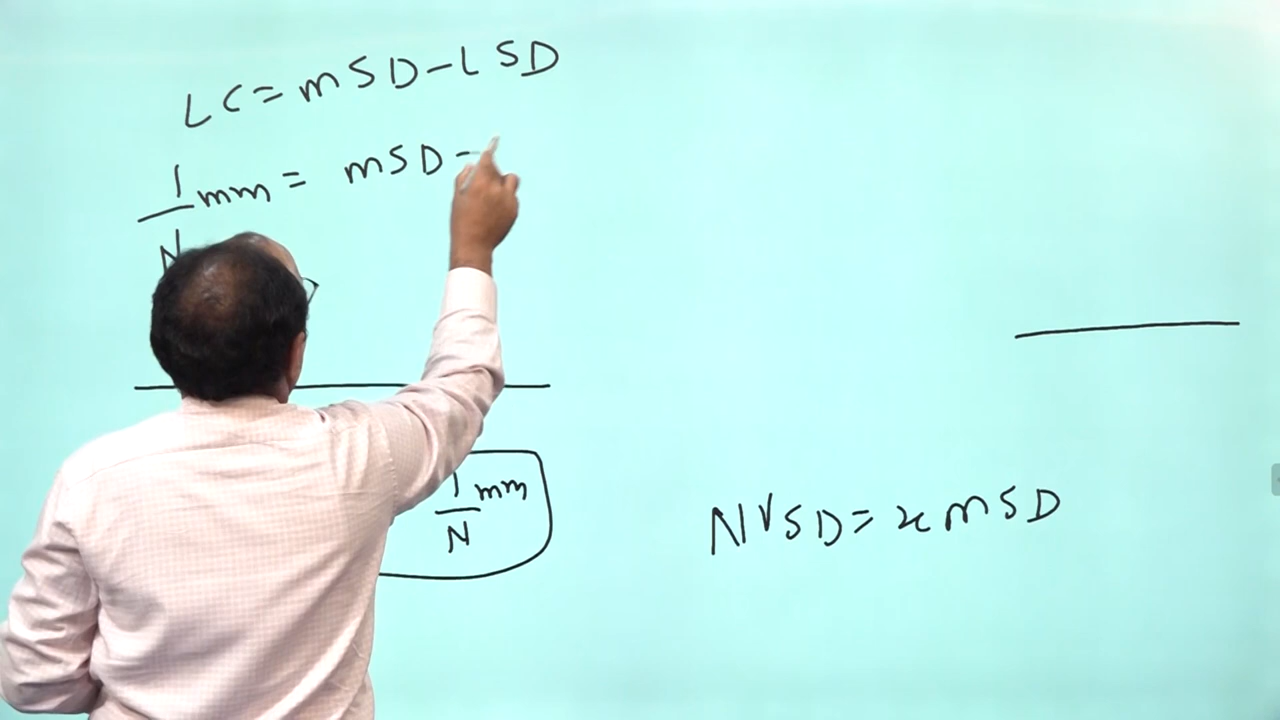 LC = mSD - LSD
1/N mm = mSD -
1/N mm
NVSD = x mSD